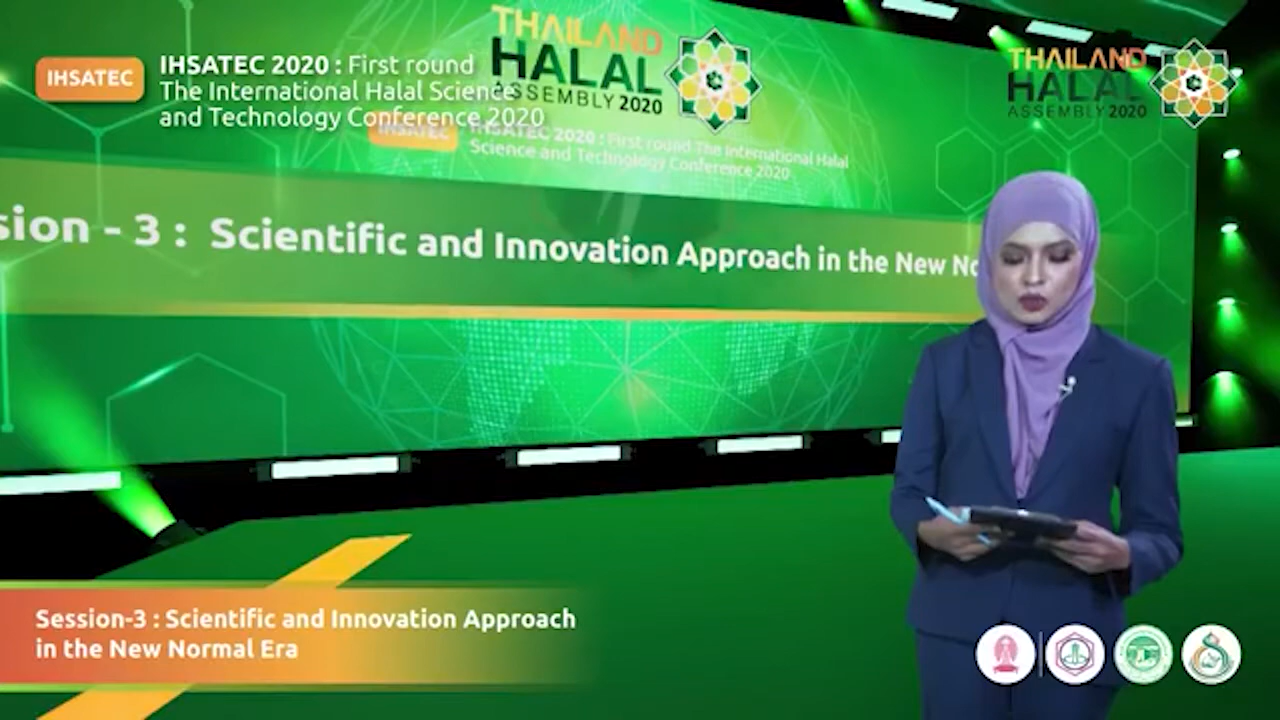 IHSATEC
IHSATEC 2020 : First round
The International Halal Science
and Technology Conference 2020
THAILAND
HALAL
ASSEMBLY 2020
THAILAND
HALAL
ASSEMBLY 2020
IHSATEC
IHSATEC 2020 : First round The International Halal
Science and Technology Conference 2020
sion - 3 : Scientific and Innovation Approach in the New No
Session-3 : Scientific and Innovation Approach
in the New Normal Era